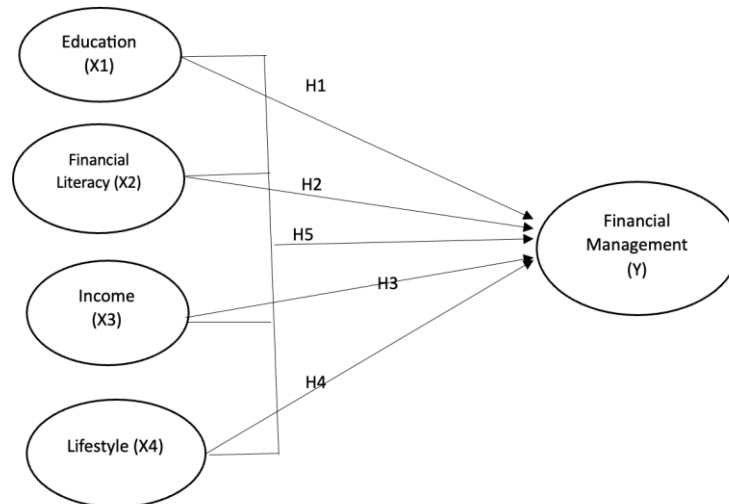 Education
(X1)
H1
Financial
Literacy (X2)
H2
H5
Financial
Management
(Y)
Income
(X3)
H3
H4
Lifestyle (X4)